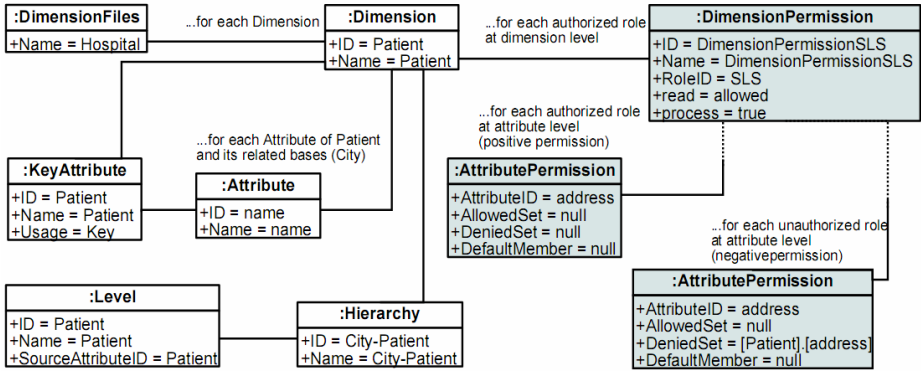 :DimensionFiles
+Name = Hospital
...for each Dimension
:Dimension
+ID = Patient
+Name = Patient
...for each authorized role
at dimension level
:DimensionPermission
+ID = DimensionPermissionSLS
+Name = DimensionPermissionSLS
+RoleID = SLS
+read = allowed
+process = true
...for each authorized role
at attribute level
(positive permission)
...for each Attribute of Patient
and its related bases (City)
:KeyAttribute
+ID = Patient
+Name = Patient
+Usage = Key
:Attribute
+ID = name
+Name = name
:AttributePermission
+AttributeID = address
+AllowedSet = null
+DeniedSet = null
+DefaultMember = null
...for each unauthorized role
at attribute level
(negativepermission)
:AttributePermission
+AttributeID = address
+AllowedSet = null
+DeniedSet = [Patient].[address]
+DefaultMember = null
:Level
+ID = Patient
+Name = Patient
+SourceAttributeID = Patient
:Hierarchy
+ID = City-Patient
+Name = City-Patient